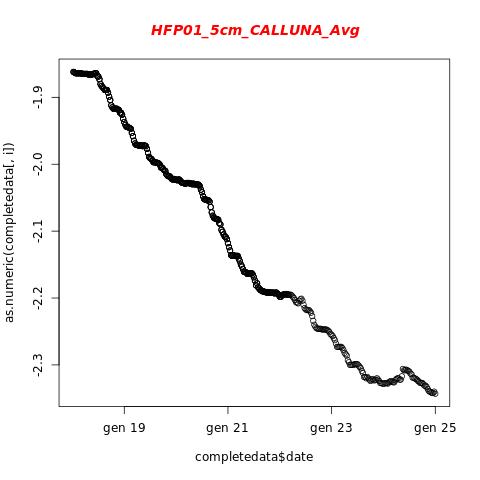 HFP01_5cm_CALLUNA_Avg
as.numeric(completedata[, i])
-1.9
-2.0
-2.1
-2.2
-2.3
gen 19 gen 21 gen 23 gen 25
completedata$date